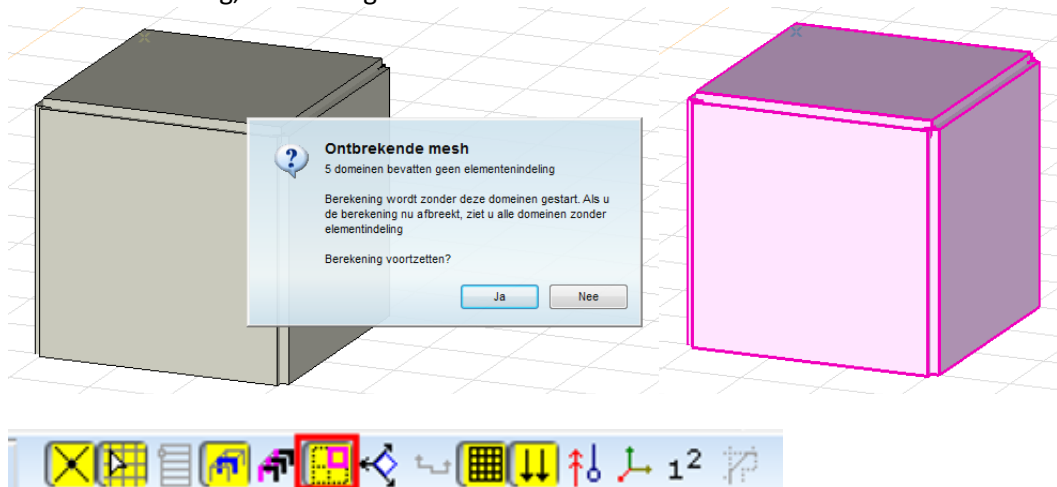 Ontbrekende mesh
5 domeinen bevatten geen elementenindeling
Berekening wordt zonder deze domeinen gestart. Als u
de berekening nu afbreekt, ziet u alle domeinen zonder
elementindeling
Berekening voortzetten?
Ja Nee
1²